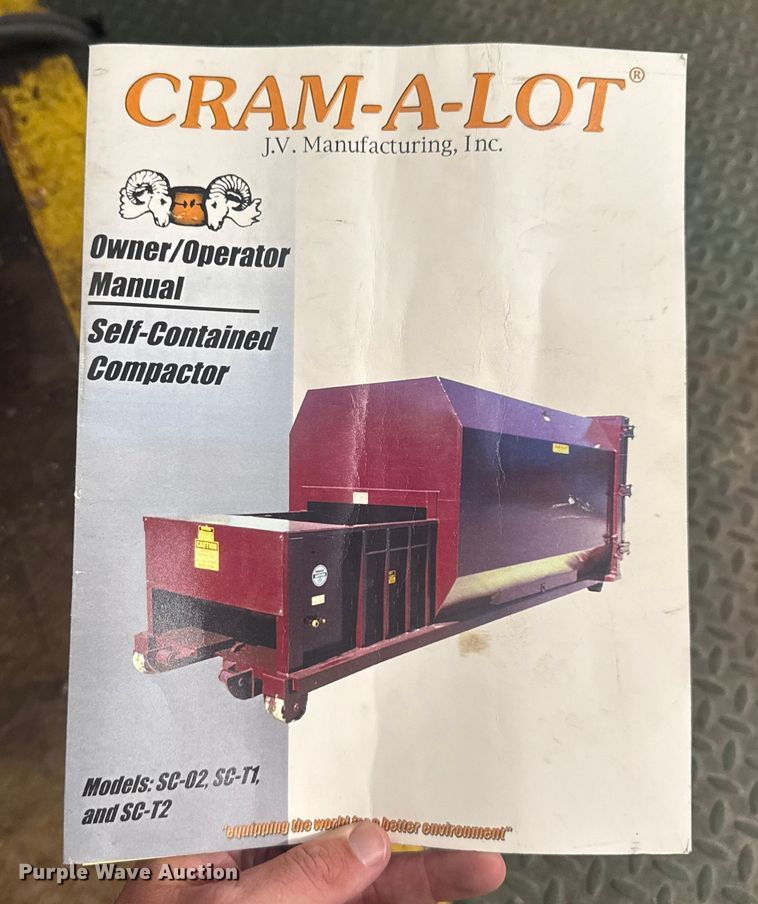 CRAM-A-LOT®
J.V. Manufacturing, Inc.
Owner/Operator
Manual
Self-Contained
Compactor
CAUTION
Models: SC-02, SC-T1,
and SC-T2
"equipping the world for a better environment"
Purple Wave Auction